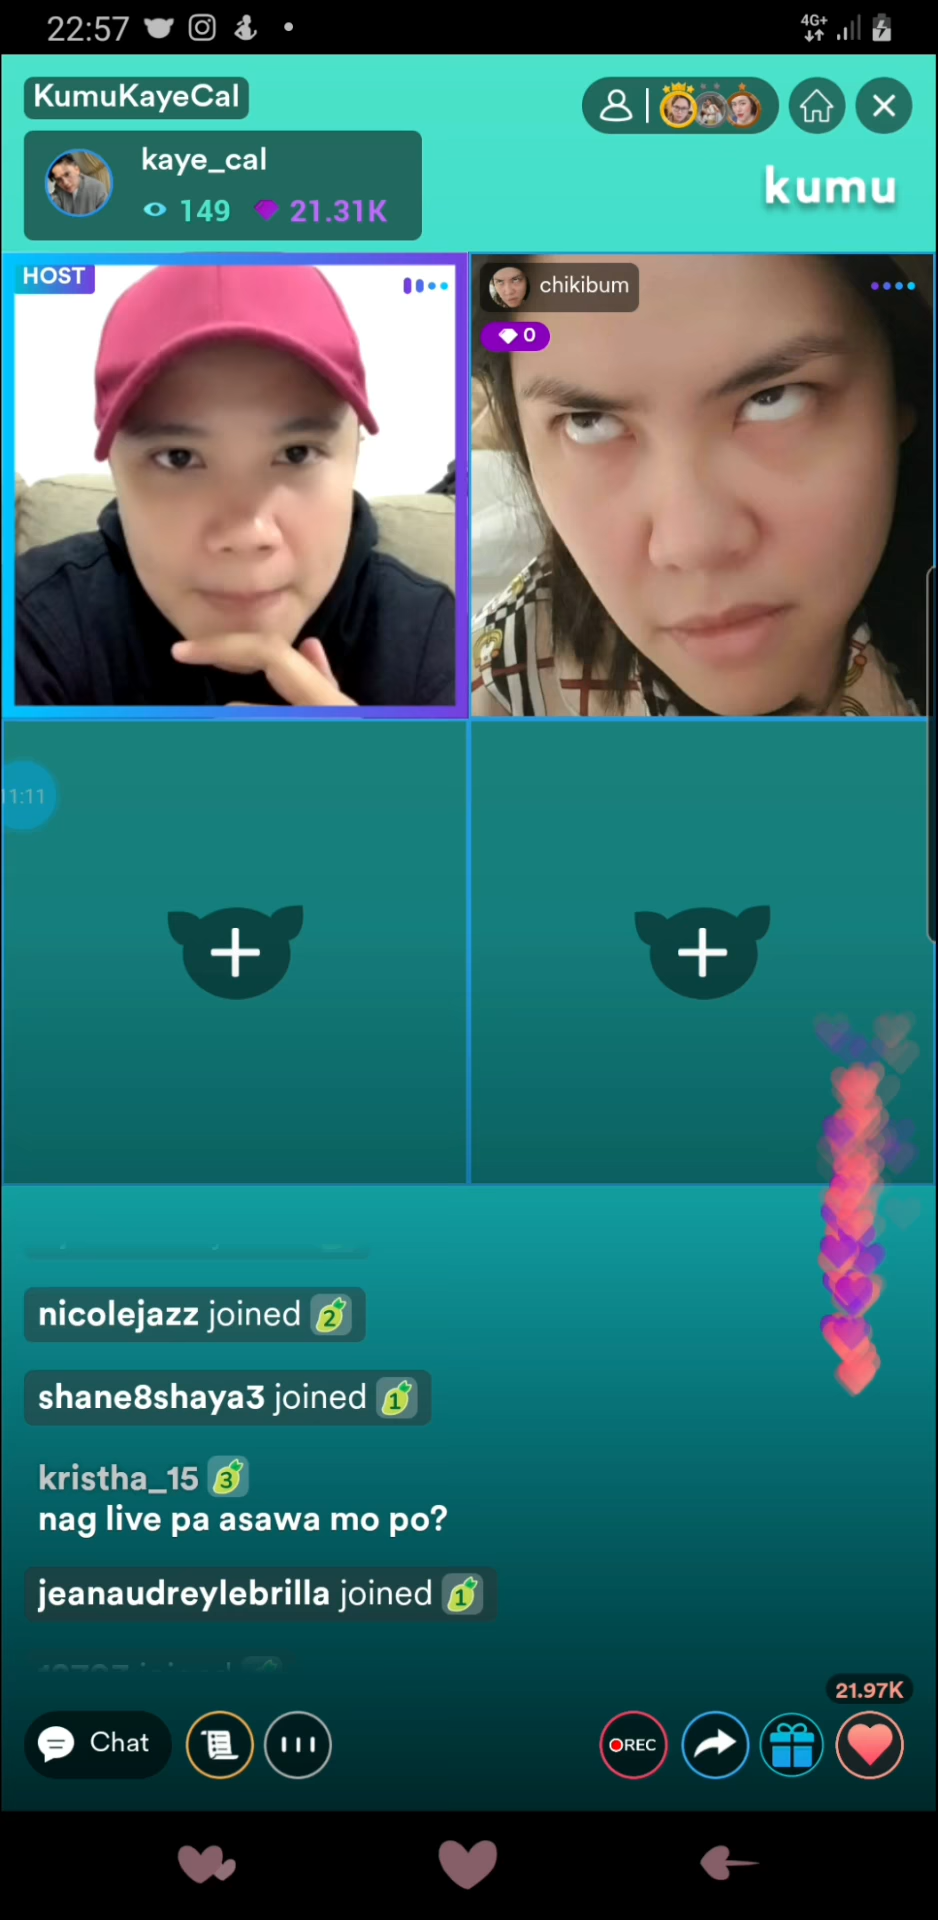 22:57
4G+
KumuKayeCal
kaye_cal
149 21.31K
kumu
HOST
chikibum
0
11:11
nicolejazz joined 2
shane8shaya3 joined 1
kristha_15 3
nag live pa asawa mo po?
jeanaudreylebrilla joined 1
21.97K
Chat
REC